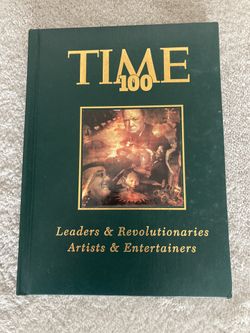 TIME
100
Leaders & Revolutionaries
Artists & Entertainers